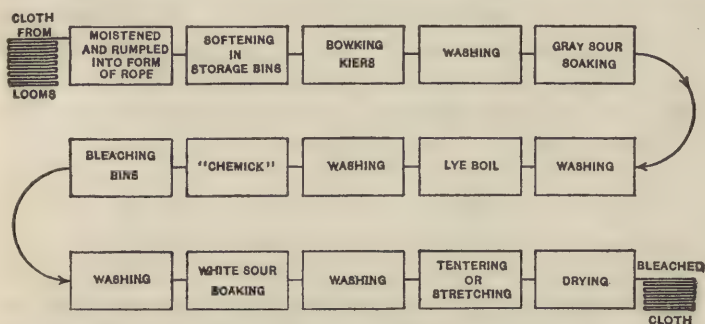 CLOTH
FROM
LOOMS
MOISTENED
AND RUMPLED
INTO FORM
OF ROPE
SOFTENING
IN
STORAGE BINS
BOWKING
KIERS
WASHING
GRAY SOUR
SOAKING
WASHING
LYE BOIL
WASHING
"CHEMICK"
BLEACHING
BINS
WASHING
WHITE SOUR
SOAKING
WASHING
TENTERING
OR
STRETCHING
DRYING
BLEACHED
CLOTH